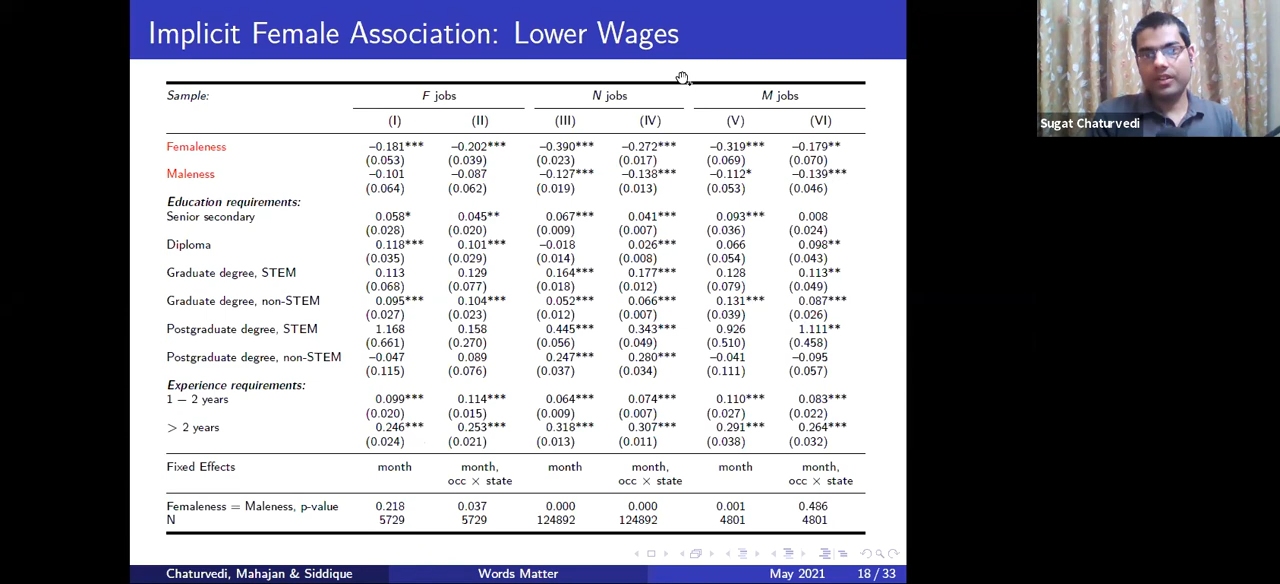 Implicit Female Association: Lower Wages
Sample: F jobs N jobs M jobs
(I) (II) (III) (IV) (V) (VI)
Femaleness −0.181*** −0.202*** −0.390*** −0.272*** −0.319*** −0.179**
(0.053) (0.039) (0.023) (0.017) (0.069) (0.070)
Maleness −0.101 −0.087 −0.127*** −0.138*** −0.112* −0.139***
(0.064) (0.062) (0.019) (0.013) (0.053) (0.046)
Education requirements:
Senior secondary 0.058* 0.045** 0.067*** 0.041*** 0.093*** 0.008
(0.028) (0.020) (0.009) (0.007) (0.036) (0.024)
Diploma 0.118*** 0.101*** −0.018 0.026*** 0.066 0.098**
(0.035) (0.029) (0.014) (0.008) (0.054) (0.043)
Graduate degree, STEM 0.113 0.129 0.164*** 0.177*** 0.128 0.113**
(0.068) (0.077) (0.018) (0.012) (0.079) (0.049)
Graduate degree, non-STEM 0.095*** 0.104*** 0.052*** 0.066*** 0.131*** 0.087***
(0.027) (0.023) (0.012) (0.007) (0.039) (0.026)
Postgraduate degree, STEM 1.168 0.158 0.445*** 0.343*** 0.926 1.111**
(0.661) (0.270) (0.056) (0.049) (0.510) (0.458)
Postgraduate degree, non-STEM −0.047 0.089 0.247*** 0.280*** −0.041 −0.095
(0.115) (0.076) (0.037) (0.034) (0.111) (0.057)
Experience requirements:
1 − 2 years 0.099*** 0.114*** 0.064*** 0.074*** 0.110*** 0.083***
(0.020) (0.015) (0.009) (0.007) (0.027) (0.022)
> 2 years 0.246*** 0.253*** 0.318*** 0.307*** 0.291*** 0.264***
(0.024) (0.021) (0.013) (0.011) (0.038) (0.032)
Fixed Effects month month, month month, month month,
occ × state occ × state occ × state
Femaleness = Maleness, p-value 0.218 0.037 0.000 0.000 0.001 0.486
N 5729 5729 124892 124892 4801 4801
Chaturvedi, Mahajan & Siddique Words Matter May 2021 18 / 33
Sugat Chaturvedi